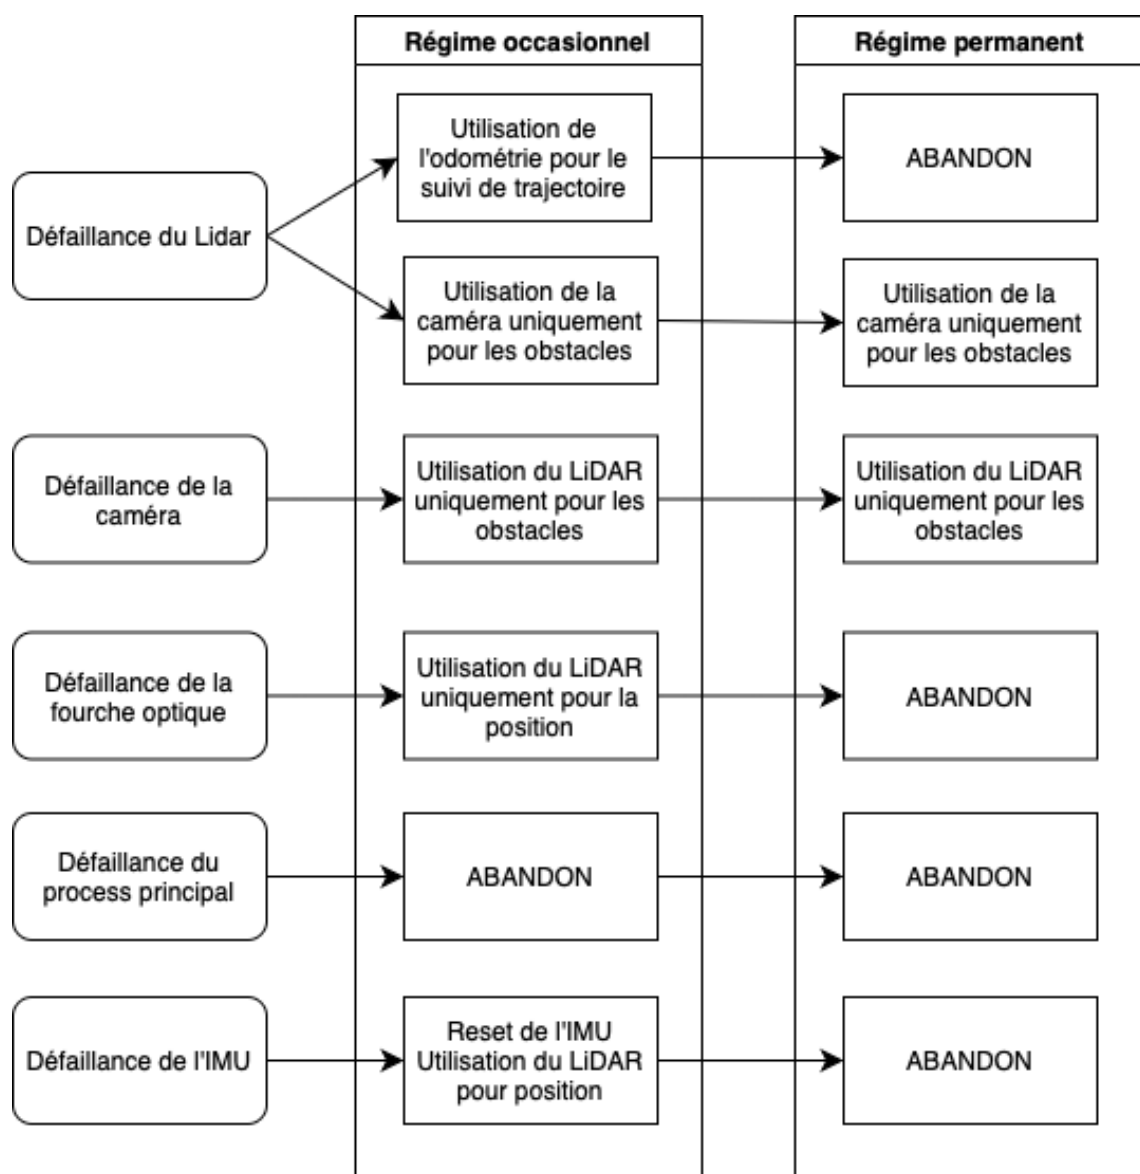 Régime occasionnel
Régime permanent
Défaillance du Lidar
Utilisation de
l'odométrie pour le
suivi de trajectoire
ABANDON
Utilisation de la
caméra uniquement
pour les obstacles
Utilisation de la
caméra uniquement
pour les obstacles
Défaillance de la
caméra
Utilisation du LiDAR
uniquement pour les
obstacles
Utilisation du LiDAR
uniquement pour les
obstacles
Défaillance de la
fourche optique
Utilisation du LiDAR
uniquement pour la
position
ABANDON
Défaillance du
process principal
ABANDON
ABANDON
Défaillance de l'IMU
Reset de l'IMU
Utilisation du LiDAR
pour position
ABANDON